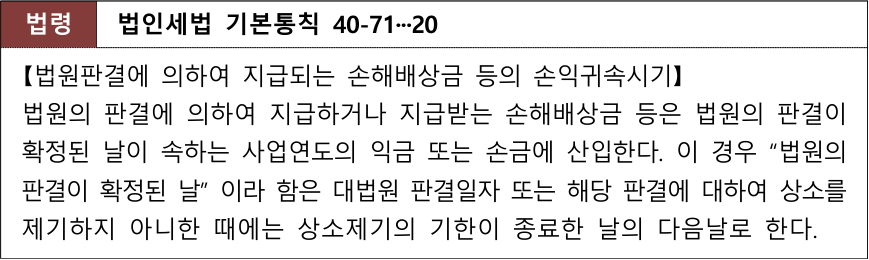 법령 법인세법 기본통칙 40-71…20
【법원판결에 의하여 지급되는 손해배상금 등의 손익귀속시기】
법원의 판결에 의하여 지급하거나 지급받는 손해배상금 등은 법원의 판결이
확정된 날이 속하는 사업연도의 익금 또는 손금에 산입한다. 이 경우 “법원의
판결이 확정된 날” 이라 함은 대법원 판결일자 또는 해당 판결에 대하여 상소를
제기하지 아니한 때에는 상소제기의 기한이 종료한 날의 다음날로 한다.